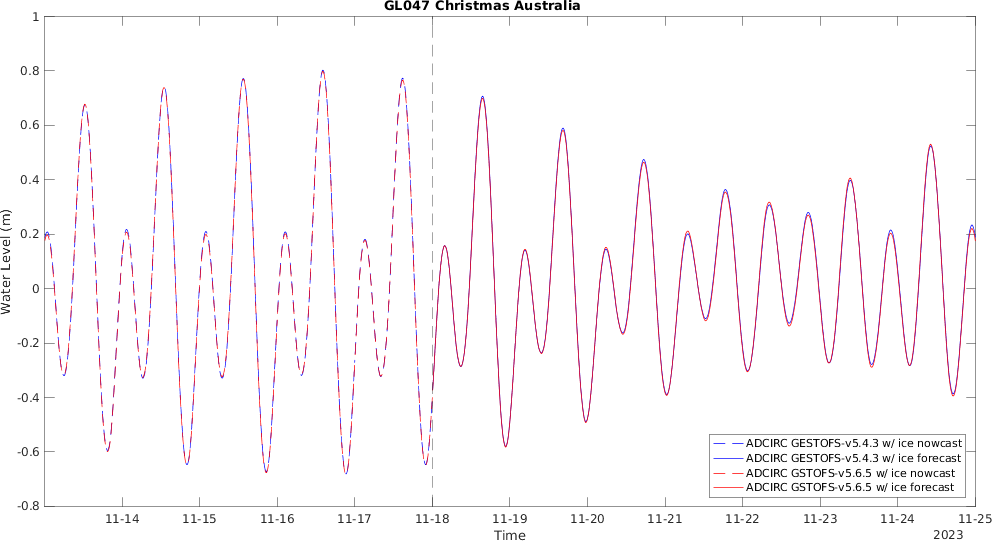 GL047 Christmas Australia
Water Level (m)
1
0.8
0.6
0.4
0.2
0
-0.2
-0.4
-0.6
-0.8
ADCIRC GESTOFS-v5.4.3 w/ ice nowcast
ADCIRC GESTOFS-v5.4.3 w/ ice forecast
ADCIRC GSTOFS-v5.6.5 w/ ice nowcast
ADCIRC GSTOFS-v5.6.5 w/ ice forecast
11-14 11-15 11-16 11-17 11-18 11-19 11-20 11-21 11-22 11-23 11-24 11-25
Time
2023